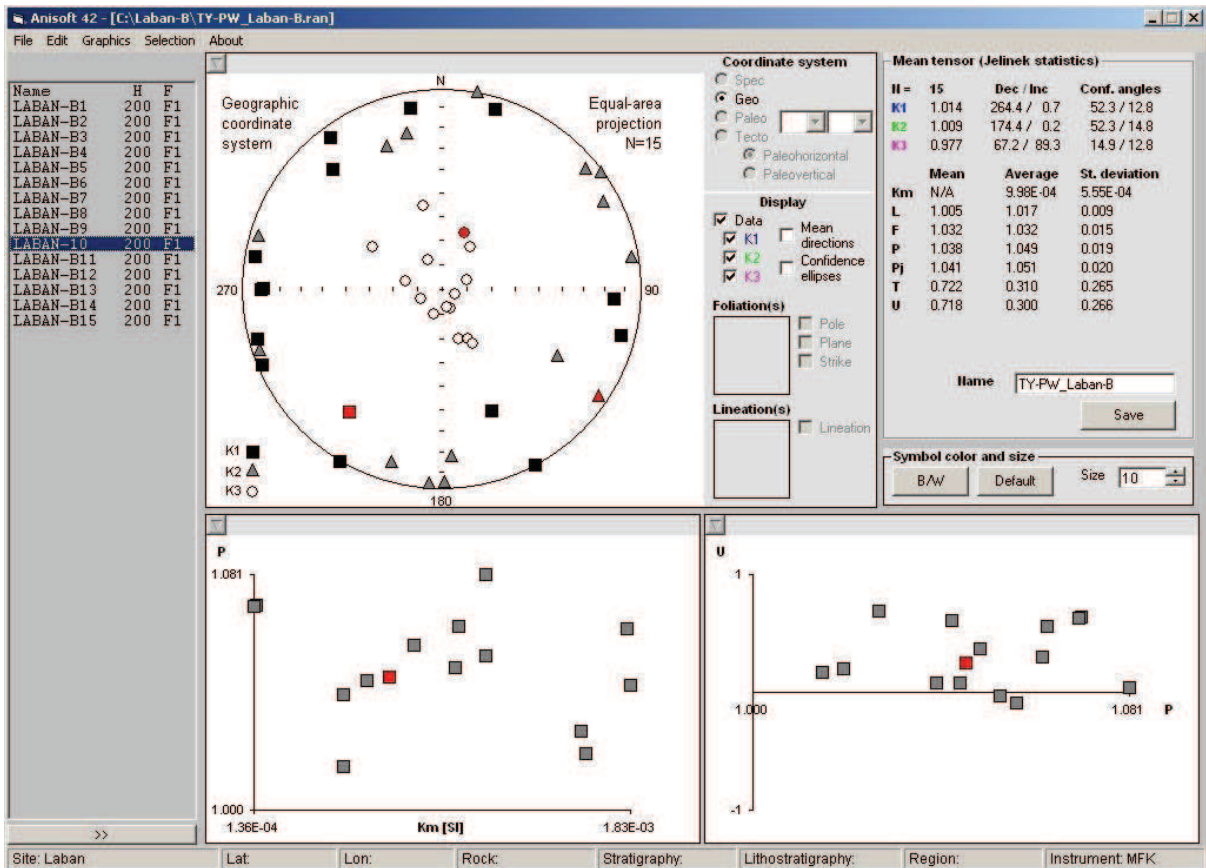 Anisoft 42 - [C:\Laban-B\TY-PW_Laban-B.ran]
File Edit Graphics Selection About
Name H F
LABAN-B1 200 F1
LABAN-B2 200 F1
LABAN-B3 200 F1
LABAN-B4 200 F1
LABAN-B5 200 F1
LABAN-B6 200 F1
LABAN-B7 200 F1
LABAN-B8 200 F1
LABAN-B9 200 F1
LABAN-10 200 F1
LABAN-B11 200 F1
LABAN-B12 200 F1
LABAN-B13 200 F1
LABAN-B14 200 F1
LABAN-B15 200 F1
>>
Geographic
coordinate
system
N
Equal-area
projection
N=15
270
90
180
K1
K2
K3
Coordinate system
Spec
Geo
Paleo
Tecto
Paleohorizontal
Paleovertical
Display
Data
K1
K2
K3
Mean
directions
Confidence
ellipses
Foliation(s)
Pole
Plane
Strike
Lineation(s)
Lineation
Mean tensor (Jelinek statistics)
N = 15 Dec / Inc Conf. angles
K1 1.014 264.4 / 0.7 52.3 / 12.8
K2 1.009 174.4 / 0.2 52.3 / 14.8
K3 0.977 67.2 / 89.3 14.9 / 12.8
Mean Average St. deviation
Km N/A 9.98E-04 5.55E-04
L 1.005 1.017 0.009
F 1.032 1.032 0.015
P 1.038 1.049 0.019
Pj 1.041 1.051 0.020
T 0.722 0.310 0.265
U 0.718 0.300 0.266
Name TY-PW_Laban-B
Save
Symbol color and size
B/W Default Size 10
P
1.081
1.000
1.36E-04 Km [SI] 1.83E-03
U
1
1.000 1.081 P
-1
Site: Laban Lat: Lon: Rock: Stratigraphy: Lithostratigraphy: Region: Instrument: MFK